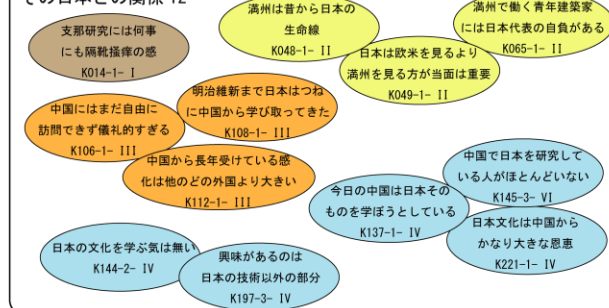 その日本との関係 12
支那研究には何事
にも隔靴掻痒の感
K014-1- I
満州は昔から日本の
生命線
K048-1- II
満州で働く青年建築家
には日本代表の自負がある
K065-1- II
日本は欧米を見るより
満州を見る方が当面は重要
K049-1- II
中国にはまだ自由に
訪問できず儀礼的すぎる
K106-1- III
明治維新まで日本はつね
に中国から学び取ってきた
K108-1- III
中国から長年受けている感
化は他のどの外国より大きい
K112-1- III
中国で日本を研究して
いる人がほとんどいない
K145-3- VI
今日の中国は日本その
ものを学ぼうとしている
K137-1- IV
日本文化は中国から
かなり大きな恩恵
K221-1- IV
日本の文化を学ぶ気は無い
K144-2- IV
興味があるのは
日本の技術以外の部分
K197-3- IV